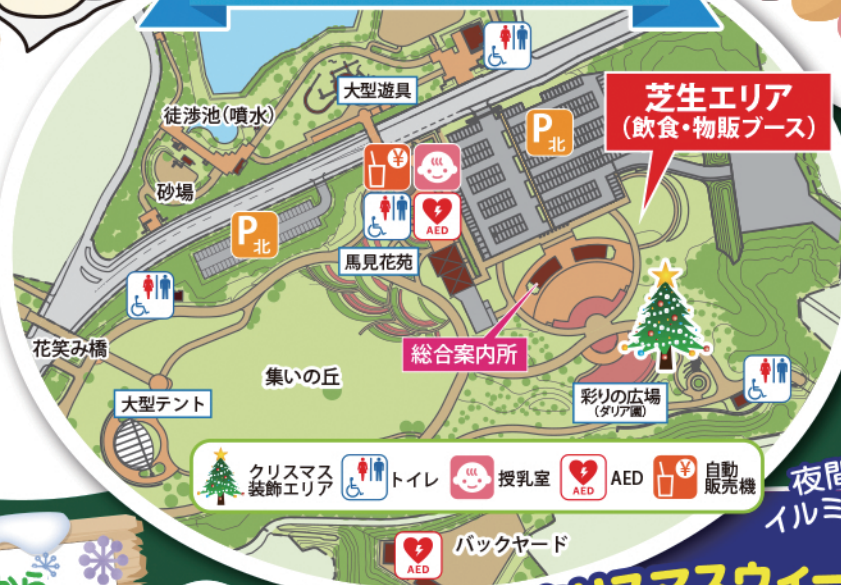 大型遊具
徒渉池(噴水)
芝生エリア
(飲食・物販ブース)
P北
砂場
AED
P北
馬見花苑
花笑み橋
総合案内所
集いの丘
彩りの広場
(ダリア園)
大型テント
クリスマス
装飾エリア
トイレ
授乳室
AED
AED
自動
販売機
夜間
AED
バックヤード